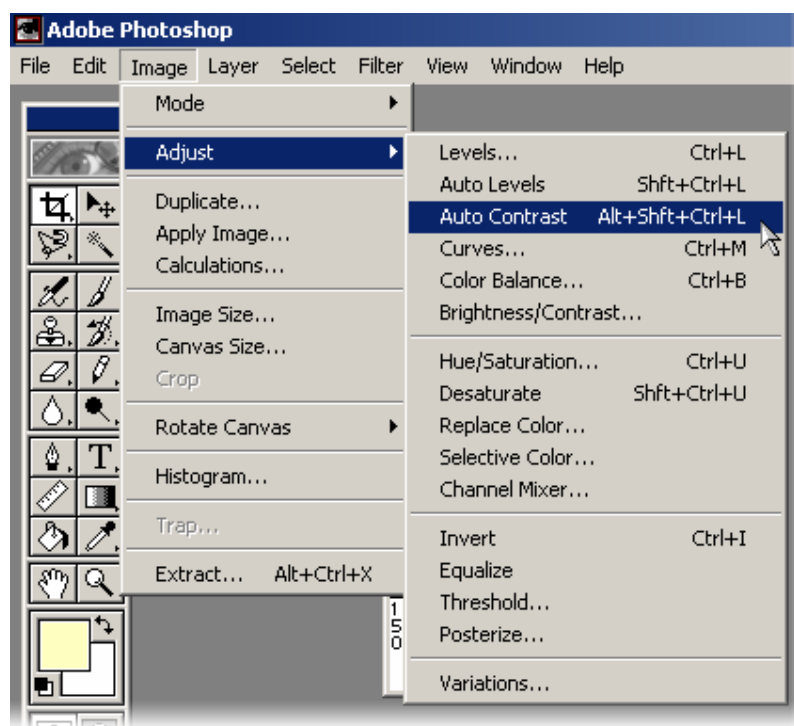 Adobe Photoshop
File Edit Image Layer Select Filter View Window Help
Mode
Adjust
Duplicate...
Apply Image...
Calculations...
Image Size...
Canvas Size...
Crop
Rotate Canvas
Histogram...
Trap...
Extract... Alt+Ctrl+X
Levels... Ctrl+L
Auto Levels Shft+Ctrl+L
Auto Contrast Alt+Shft+Ctrl+L
Curves... Ctrl+M
Color Balance... Ctrl+B
Brightness/Contrast...
Hue/Saturation... Ctrl+U
Desaturate Shft+Ctrl+U
Replace Color...
Selective Color...
Channel Mixer...
Invert Ctrl+I
Equalize
Threshold...
Posterize...
Variations...
T
1
5
0